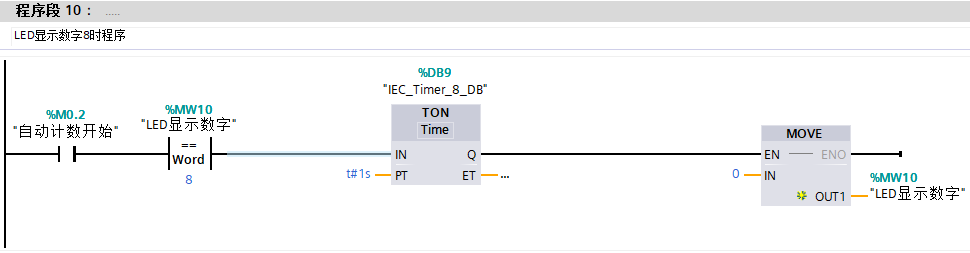 程序段 10： .....
LED显示数字8时程序
%DB9
"IEC_Timer_8_DB"
%M0.2
"自动计数开始"
%MW10
"LED显示数字"
==
Word
8
TON
Time
IN
Q
t#1s
PT
ET
...
MOVE
EN
ENO
0
IN
OUT1
%MW10
"LED显示数字"